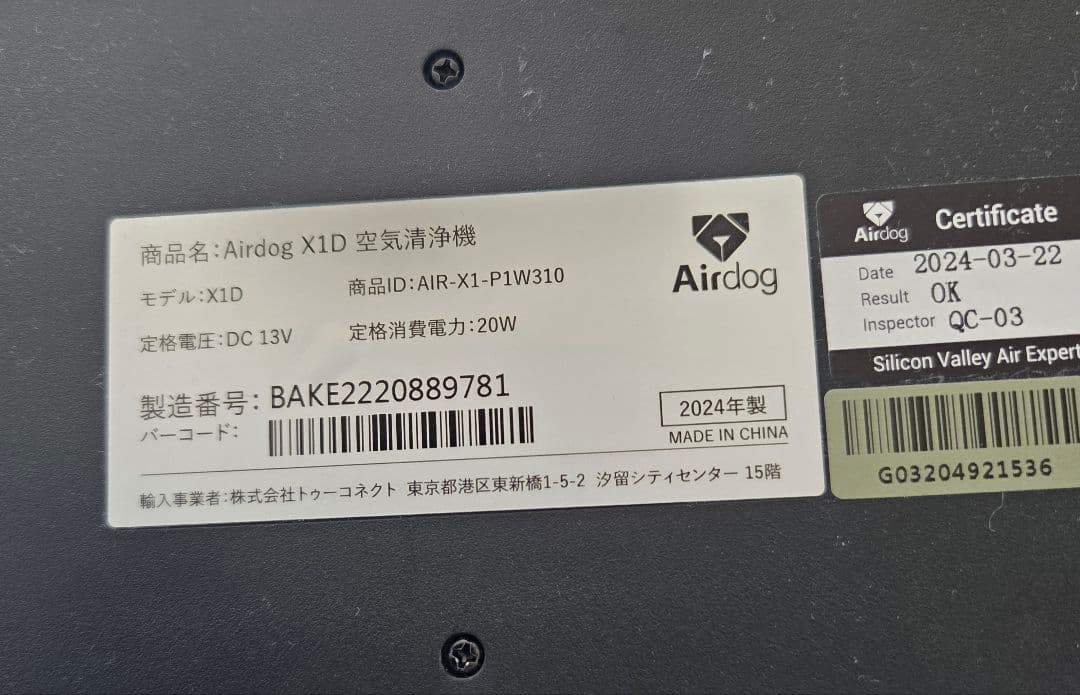 商品名:Airdog X1D 空気清浄機
モデル:X1D
商品ID:AIR-X1-P1W310
定格電圧:DC 13V
定格消費電力:20W
製造番号: BAKE2220889781
バーコード:
Airdog
2024年製
MADE IN CHINA
輸入事業者:株式会社トゥーコネクト 東京都港区東新橋1-5-2 汐留シティセンター 15階
Airdog
Certificate
Date 2024-03-22
Result OK
Inspector QC-03
Silicon Valley Air Expert
G03204921536